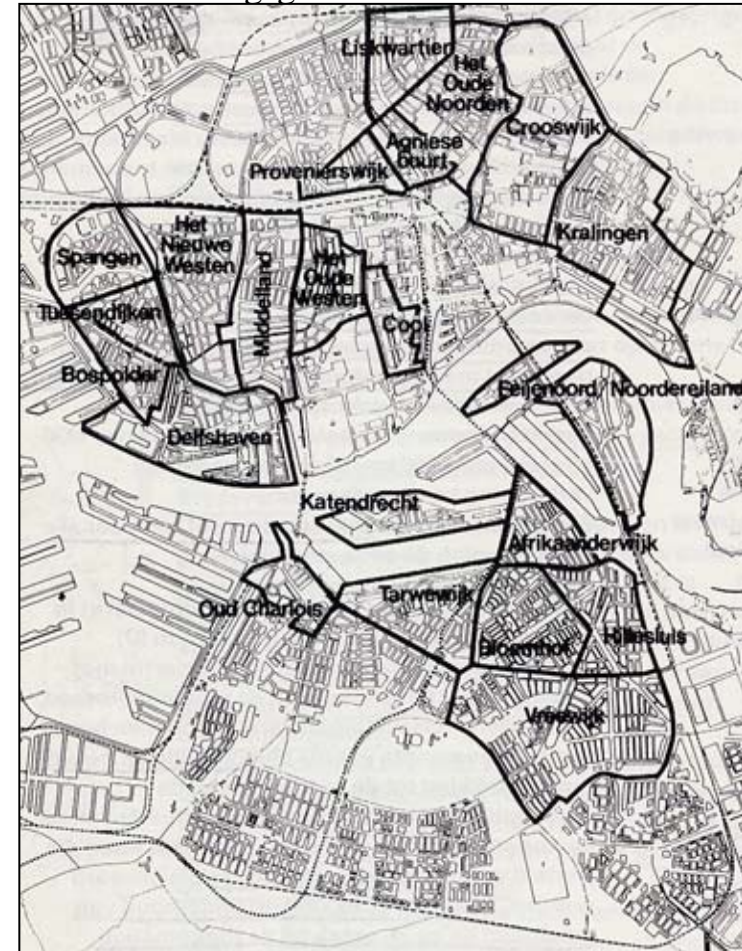 Liskwartier
Het
Oude
Noorden
Crooswijk
Agniese
buurt
Provenierswijk
Kralingen
Het
Nieuwe
Westen
Spangen
Middelland
Het
Oude
Westen
Tussendijken
Cool
Bospolder
Feijenoord/Noordereiland
Delfshaven
Katendrecht
Afrikaanderwijk
Tarwewijk
Oud Charlois
Bloemhof
Hillesluis
Vreewijk